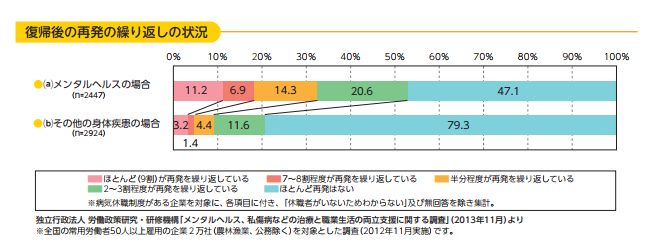 復帰後の再発の繰り返しの状況
0% 10% 20% 30% 40% 50% 60% 70% 80% 90% 100%
(a)メンタルヘルスの場合
(n=2447)
11.2 6.9 14.3 20.6 47.1
(b)その他の身体疾患の場合
(n=2924)
3.2 4.4 11.6 79.3
1.4
ほとんど(9割)が再発を繰り返している 7〜8割程度が再発を繰り返している 半分程度が再発を繰り返している
2〜3割程度が再発を繰り返している ほとんど再発はない
※病気休職制度がある企業を対象に、各項目に付き、「休職者がいないためわからない」及び無回答を除き集計。
独立行政法人 労働政策研究・研修機構「メンタルヘルス、私傷病などの治療と職業生活の両立支援に関する調査」(2013年11月)より
※全国の常用労働者50人以上雇用の企業2万社(農林漁業、公務除く)を対象とした調査(2012年11月実施)です。